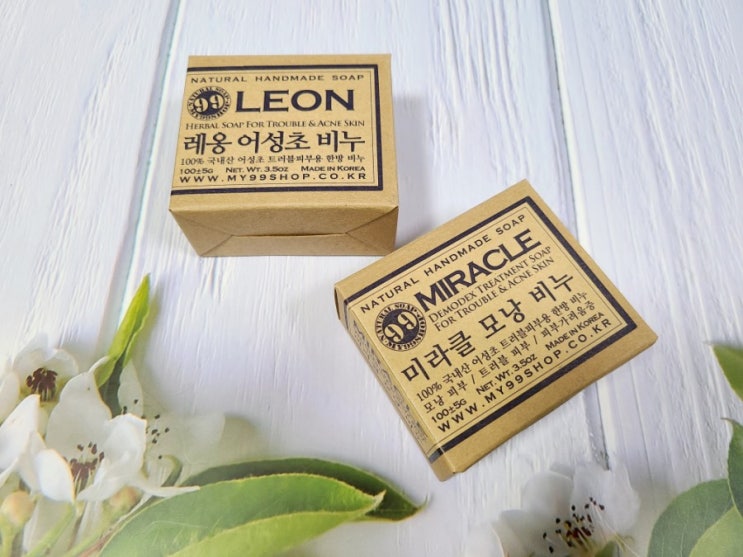 NATURAL HANDMADE SOAP
99
LEON
HERBAL SOAP FOR TROUBLE & ACNE SKIN
레옹 어성초 비누
100% 국내산 어성초 트러블피부용 한방 비누
100±5G NET. WT. 3.5OZ MADE IN KOREA
WWW.MY99SHOP.CO.KR
NATURAL HANDMADE SOAP
99
MIRACLE
DEMODEX TREATMENT SOAP
FOR TROUBLE & ACNE SKIN
미라클 모낭 비누
100% 국내산 어성초 트러블피부용 한방 비누
모낭 피부 / 트러블 피부 / 피부가려움증
100±5G NET. WT. 3.5OZ MADE IN KOREA
WWW.MY99SHOP.CO.KR